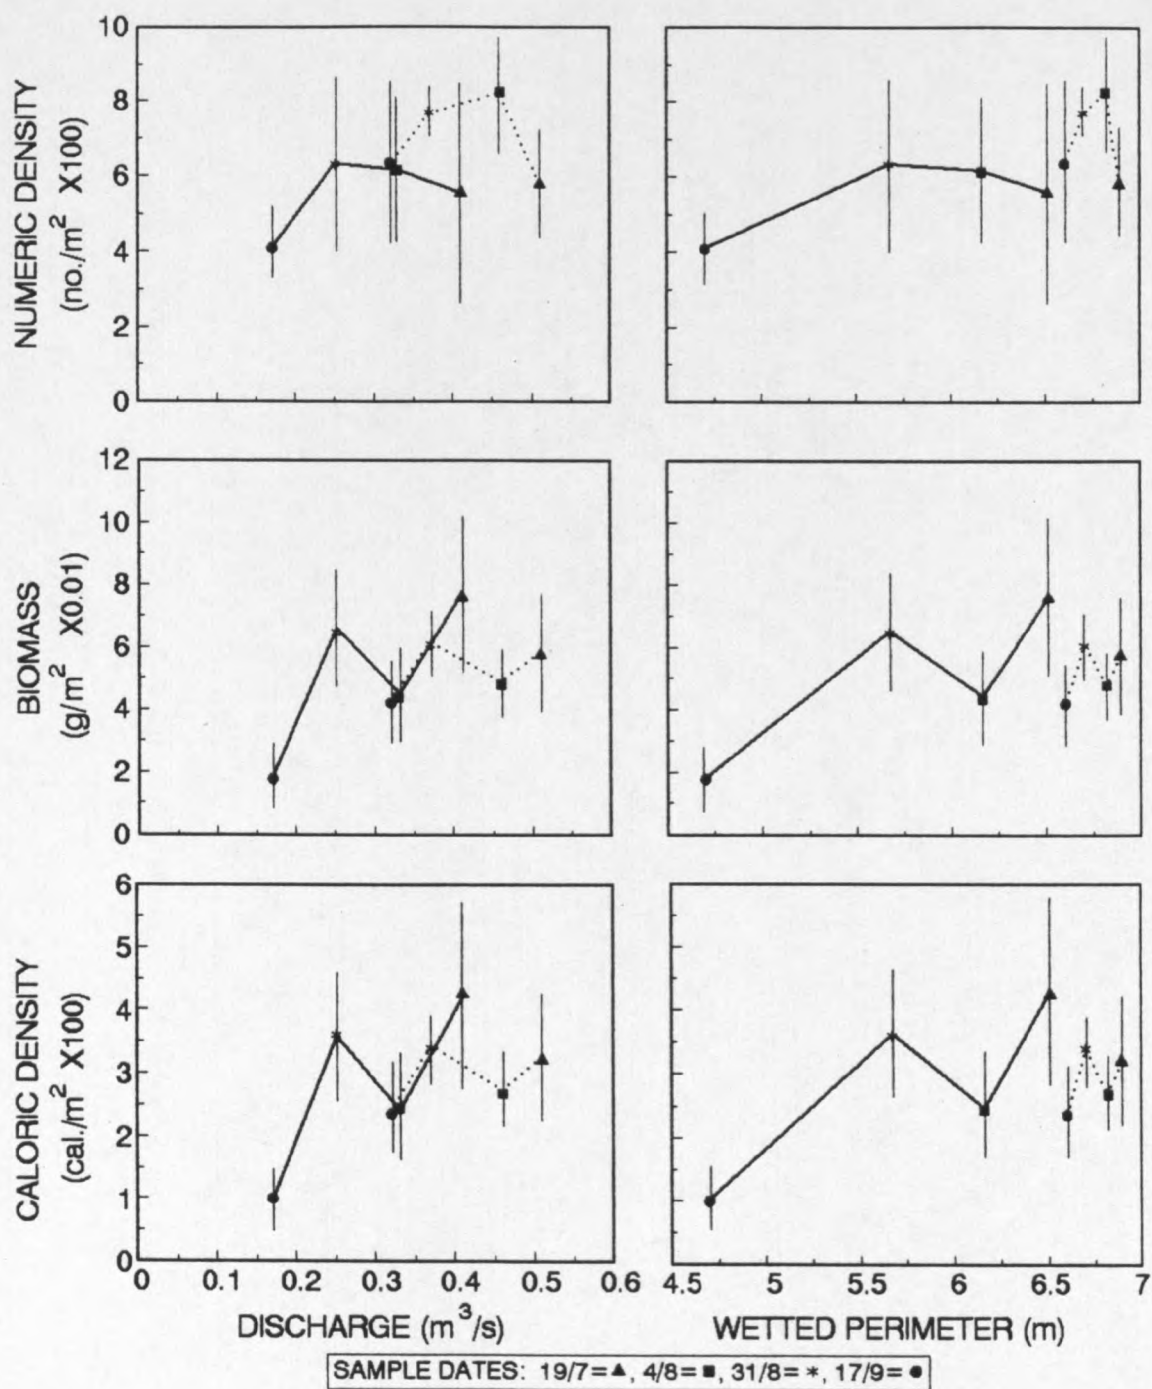 NUMERIC DENSITY
(no./m² X100)
10
8
6
4
2
0
BIOMASS
(g/m² X0.01)
12
10
8
6
4
2
0
CALORIC DENSITY
(cal./m² X100)
6
5
4
3
2
1
0
0 0.1 0.2 0.3 0.4 0.5 0.6
4.5 5 5.5 6 6.5 7
DISCHARGE (m³/s)
WETTED PERIMETER (m)
SAMPLE DATES: 19/7=▲, 4/8=■, 31/8=*, 17/9=●